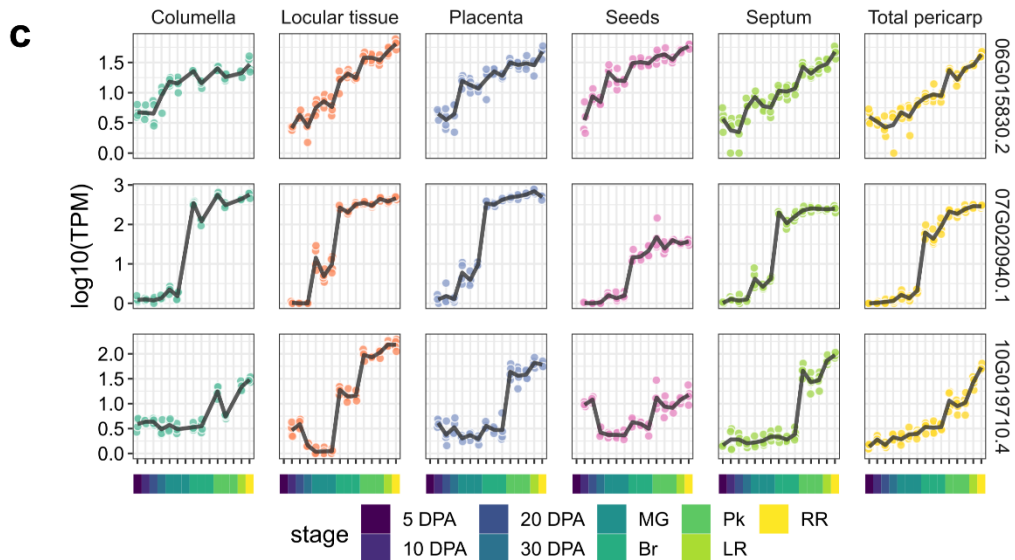 c
Columella Locular tissue Placenta Seeds Septum Total pericarp
1.5
1.0
0.5
0.0
06G015830.2
3
2
1
0
07G020940.1
log10(TPM)
2.0
1.5
1.0
0.5
0.0
10G019710.4
stage
5 DPA 20 DPA MG Pk RR
10 DPA 30 DPA Br LR